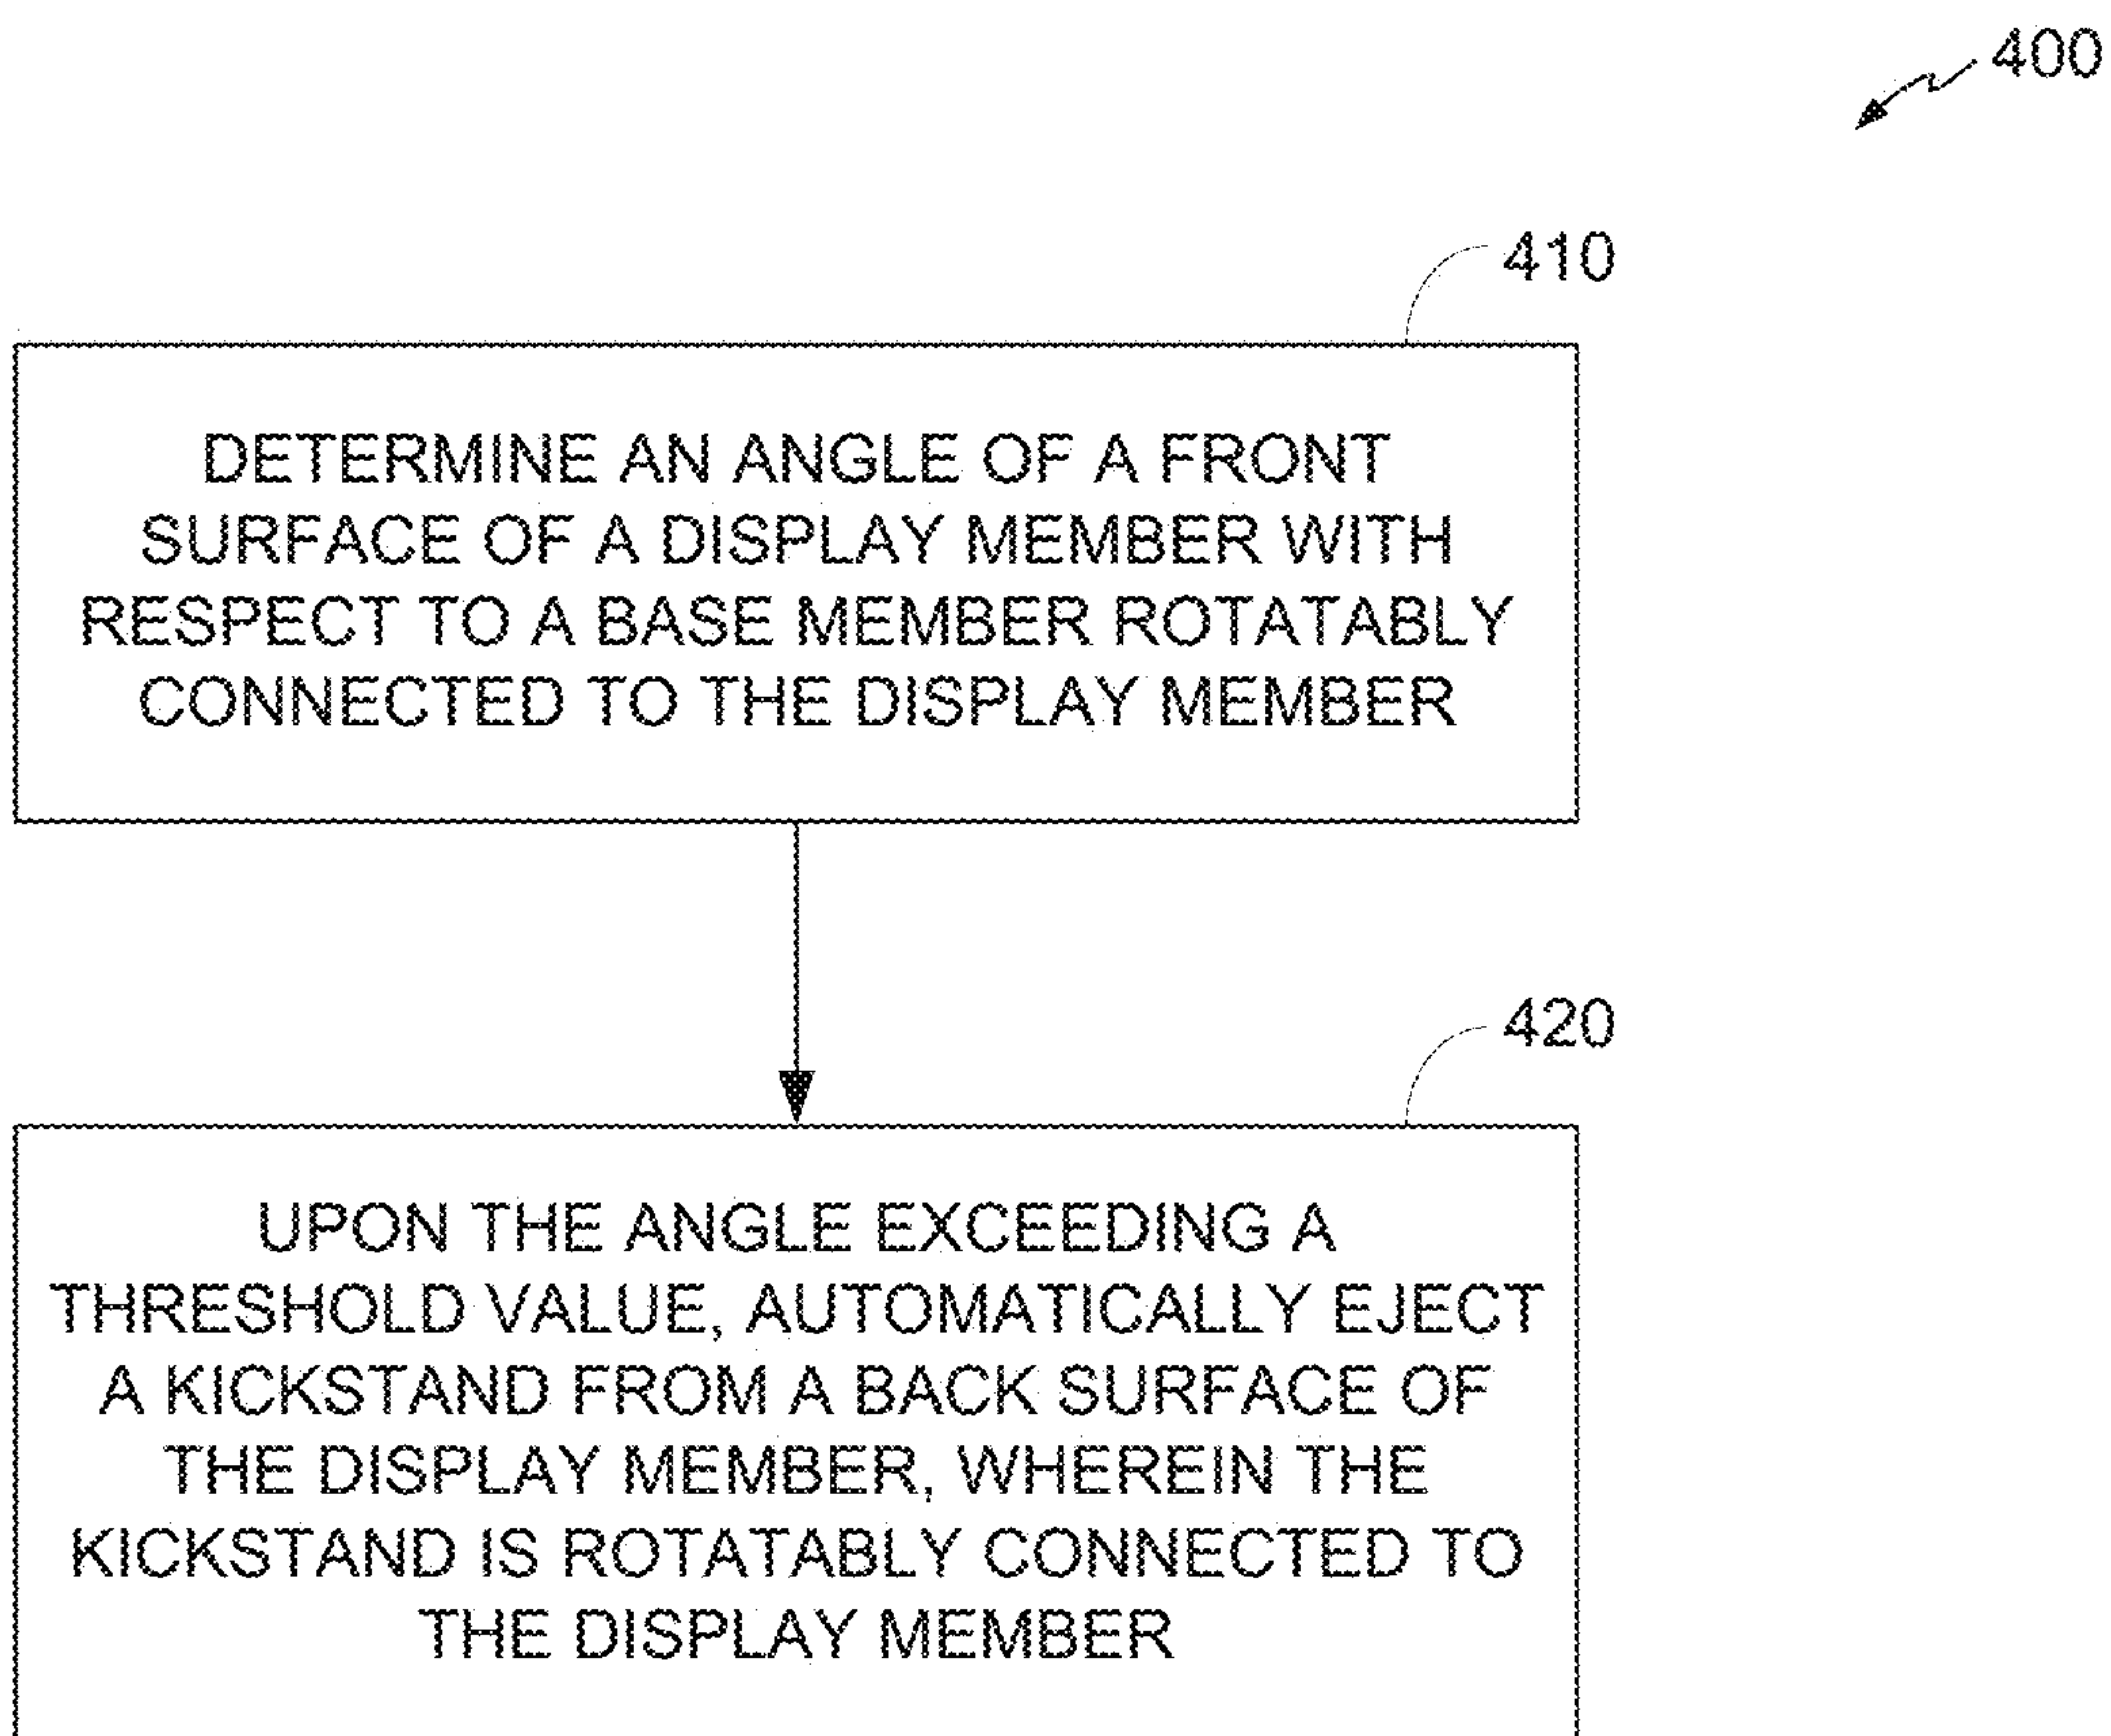 400
410
DETERMINE AN ANGLE OF A FRONT
SURFACE OF A DISPLAY MEMBER WITH
RESPECT TO A BASE MEMBER ROTATABLY
CONNECTED TO THE DISPLAY MEMBER
420
UPON THE ANGLE EXCEEDING A
THRESHOLD VALUE, AUTOMATICALLY EJECT
A KICKSTAND FROM A BACK SURFACE OF
THE DISPLAY MEMBER, WHEREIN THE
KICKSTAND IS ROTATABLY CONNECTED TO
THE DISPLAY MEMBER